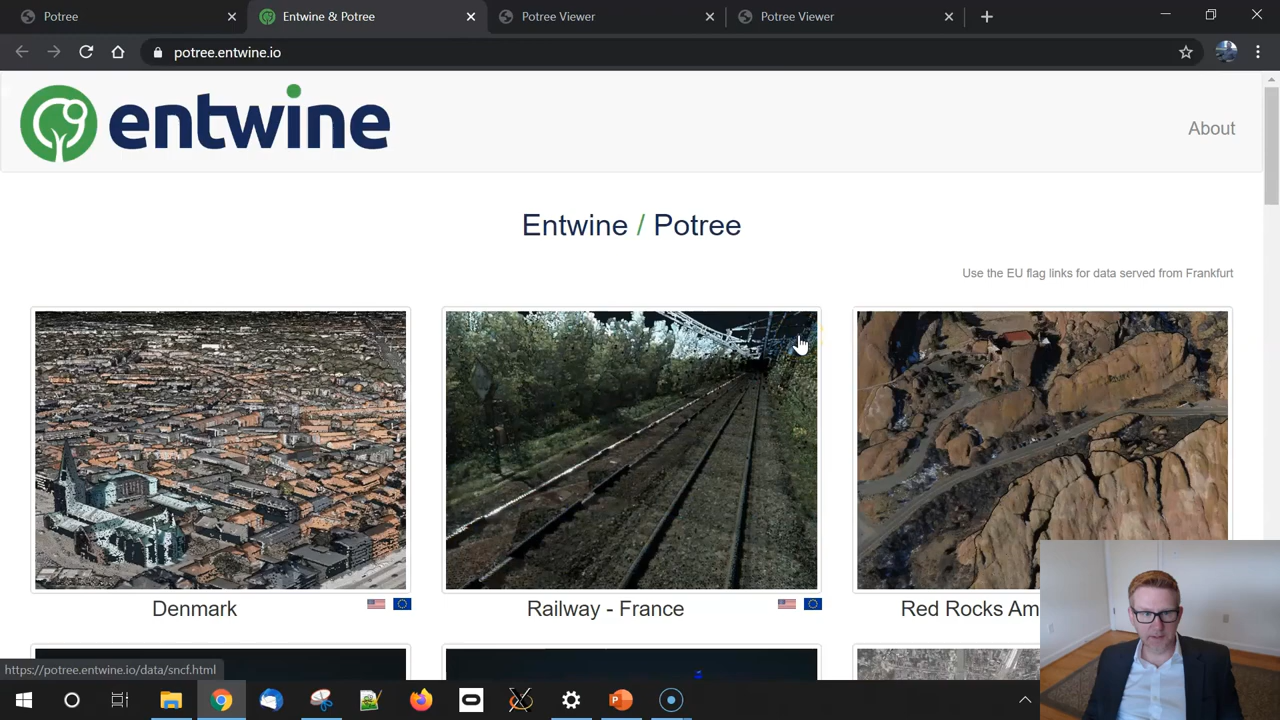 Potree
Entwine & Potree
Potree Viewer
Potree Viewer
potree.entwine.io
entwine
About
Entwine / Potree
Use the EU flag links for data served from Frankfurt
Denmark
Railway - France
Red Rocks Am
https://potree.entwine.io/data/sncf.html